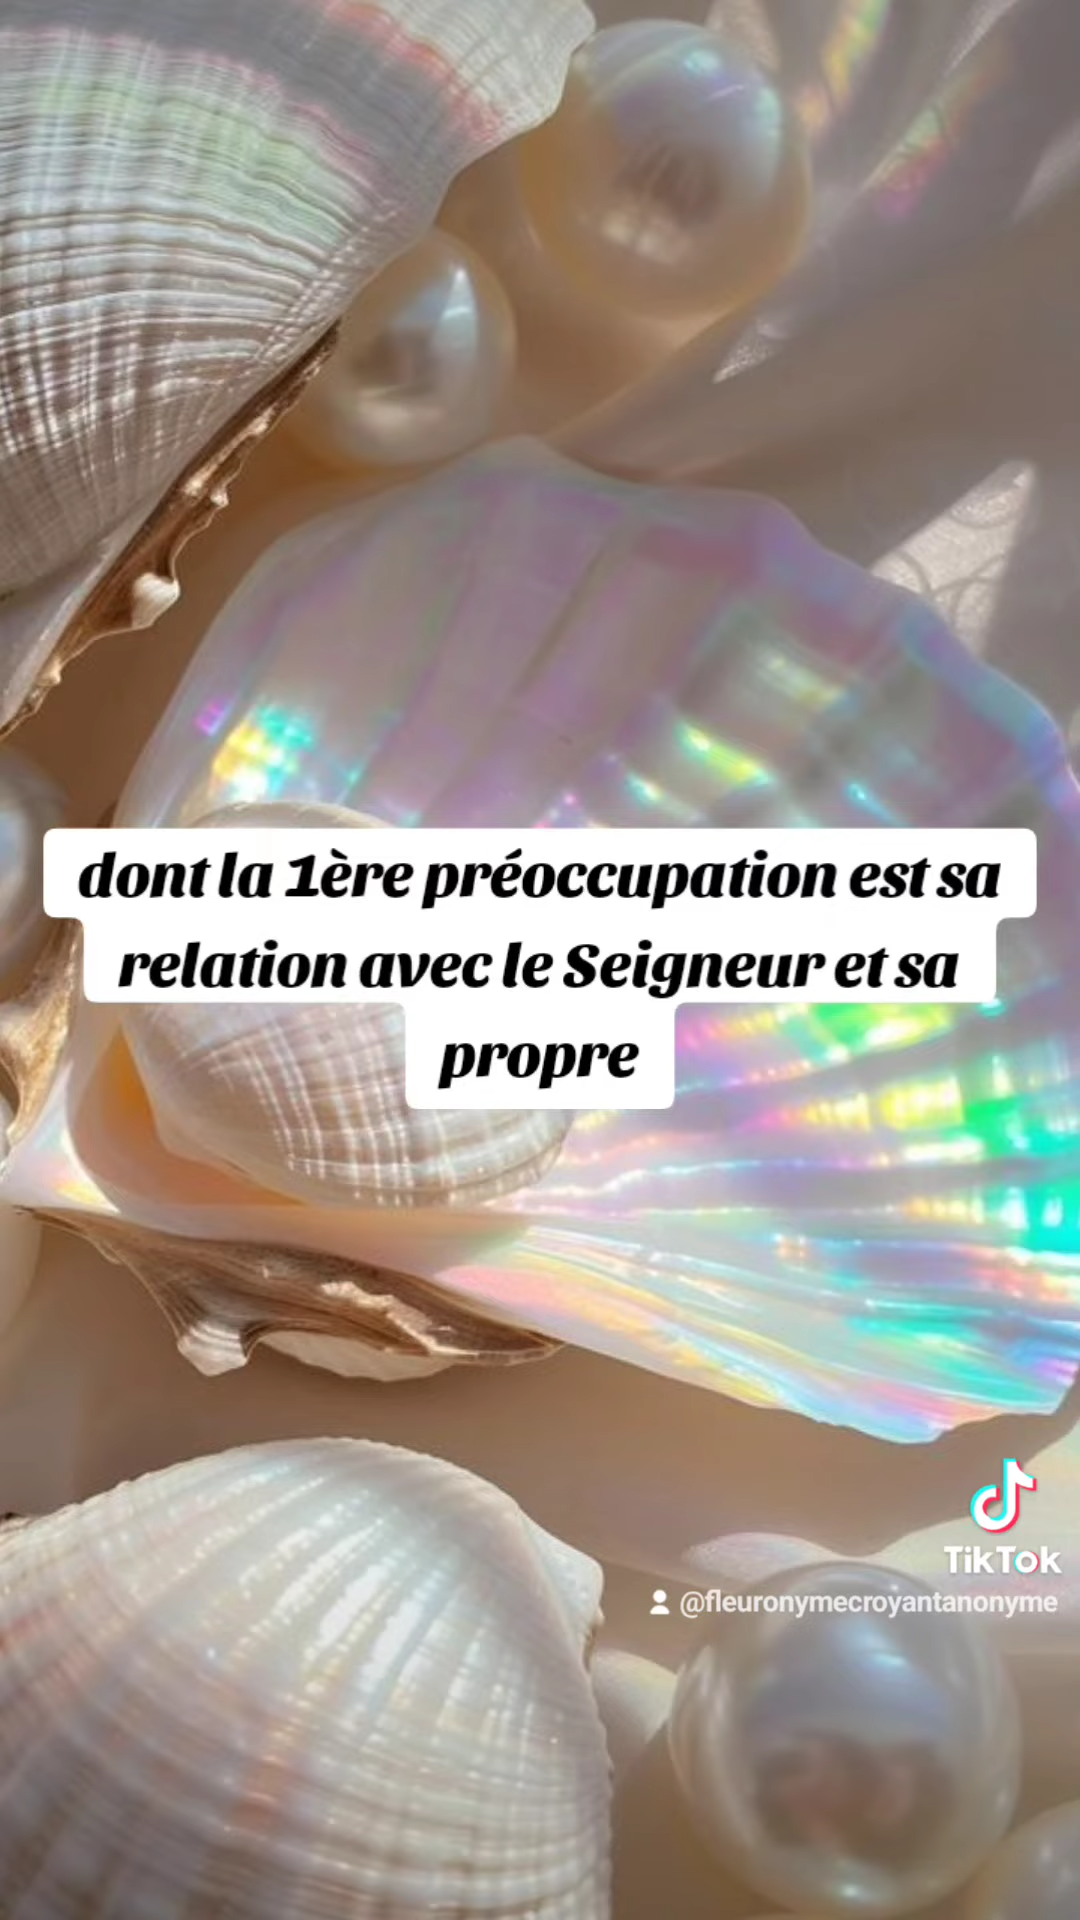 dont la 1ère préoccupation est sa
relation avec le Seigneur et sa
propre
TikTok
@fleuronymecroyantanonyme